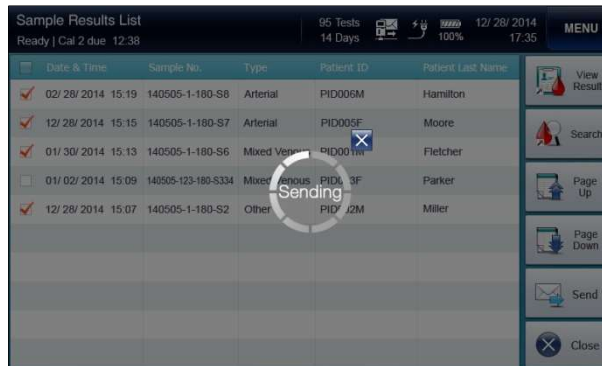 Sample Results List
Ready | Cal 2 due 12:38
95 Tests
14 Days
100%
12/ 28/ 2014
17:35
MENU
Date & Time Sample No. Type Patient ID Patient Last Name
02/ 28/ 2014 15:19 140505-1-180-S8 Arterial PID006M Hamilton
12/ 28/ 2014 15:15 140505-1-180-S7 Arterial PID005F Moore
01/ 30/ 2014 15:13 140505-1-180-S6 Mixed Venous PID001M Fletcher
01/ 02/ 2014 15:09 140505-123-180-S334 Mixed Venous Parker
12/ 28/ 2014 15:07 140505-1-180-S2 Other Miller
Sending
View
Result
Search
Page
Up
Page
Down
Send
Close